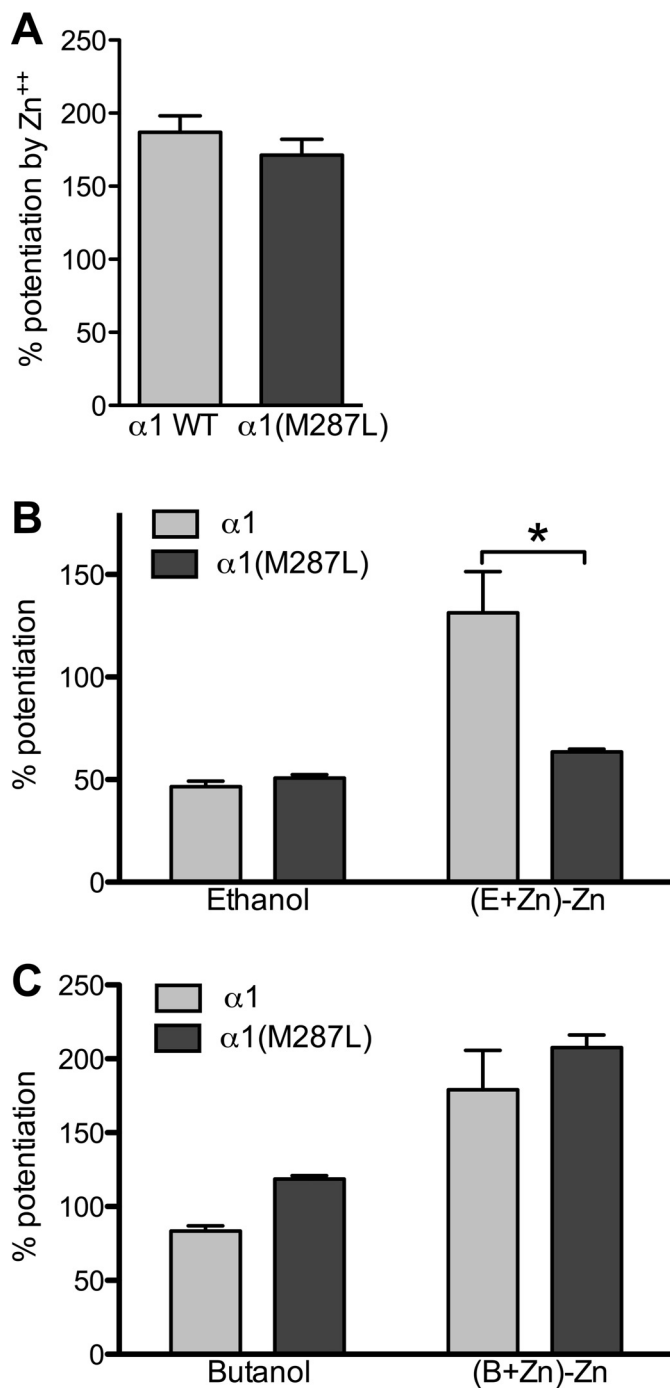 A
% potentiation by Zn⁺⁺
250
200
150
100
50
0
α1 WT
α1(M287L)
B
% potentiation
150
100
50
0
α1
α1(M287L)
*
Ethanol
(E+Zn)-Zn
C
% potentiation
250
200
150
100
50
0
α1
α1(M287L)
Butanol
(B+Zn)-Zn